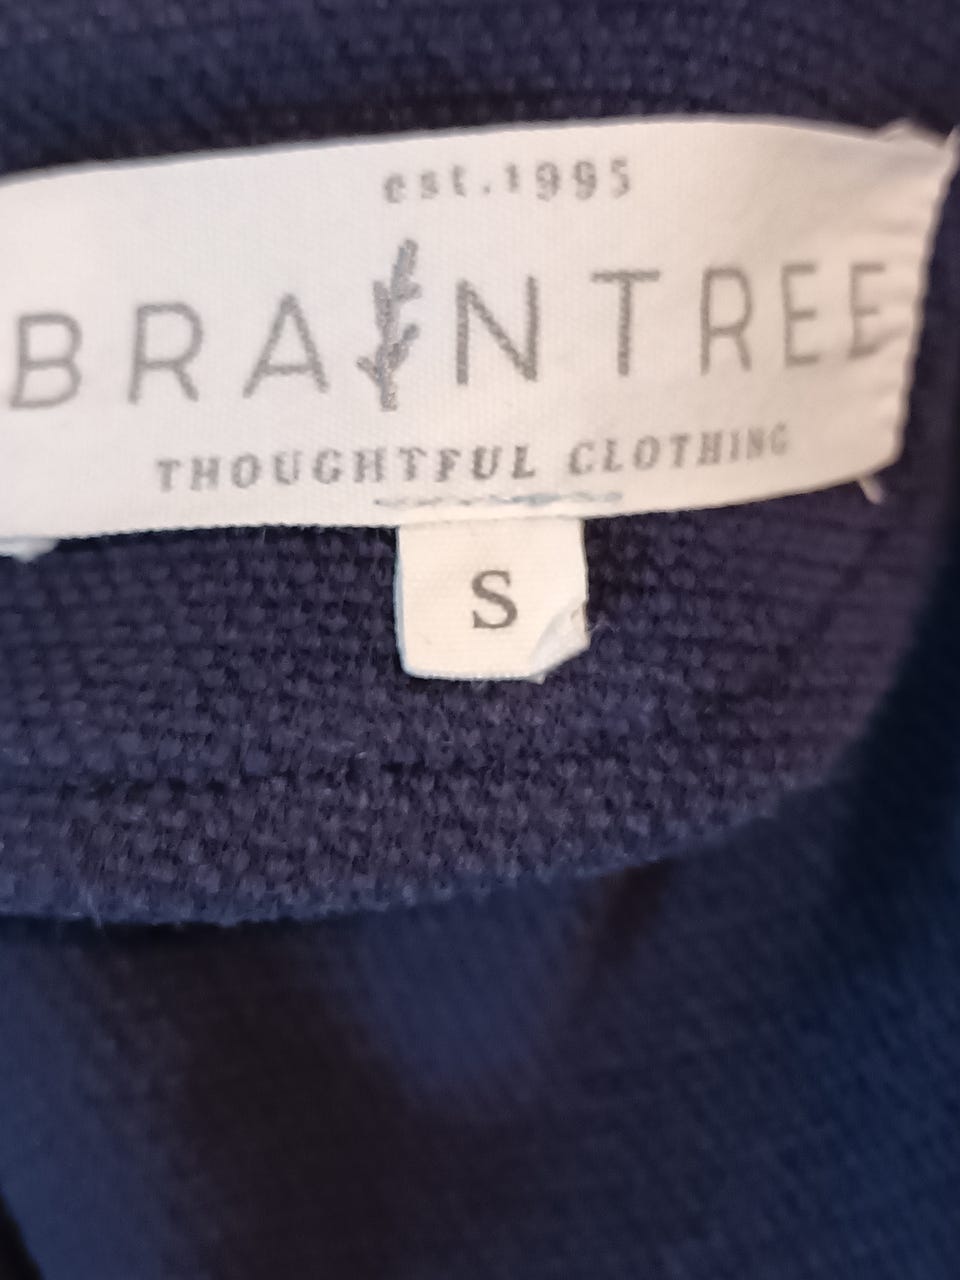 est.1995
BRAINTREE
THOUGHTFUL CLOTHING
S